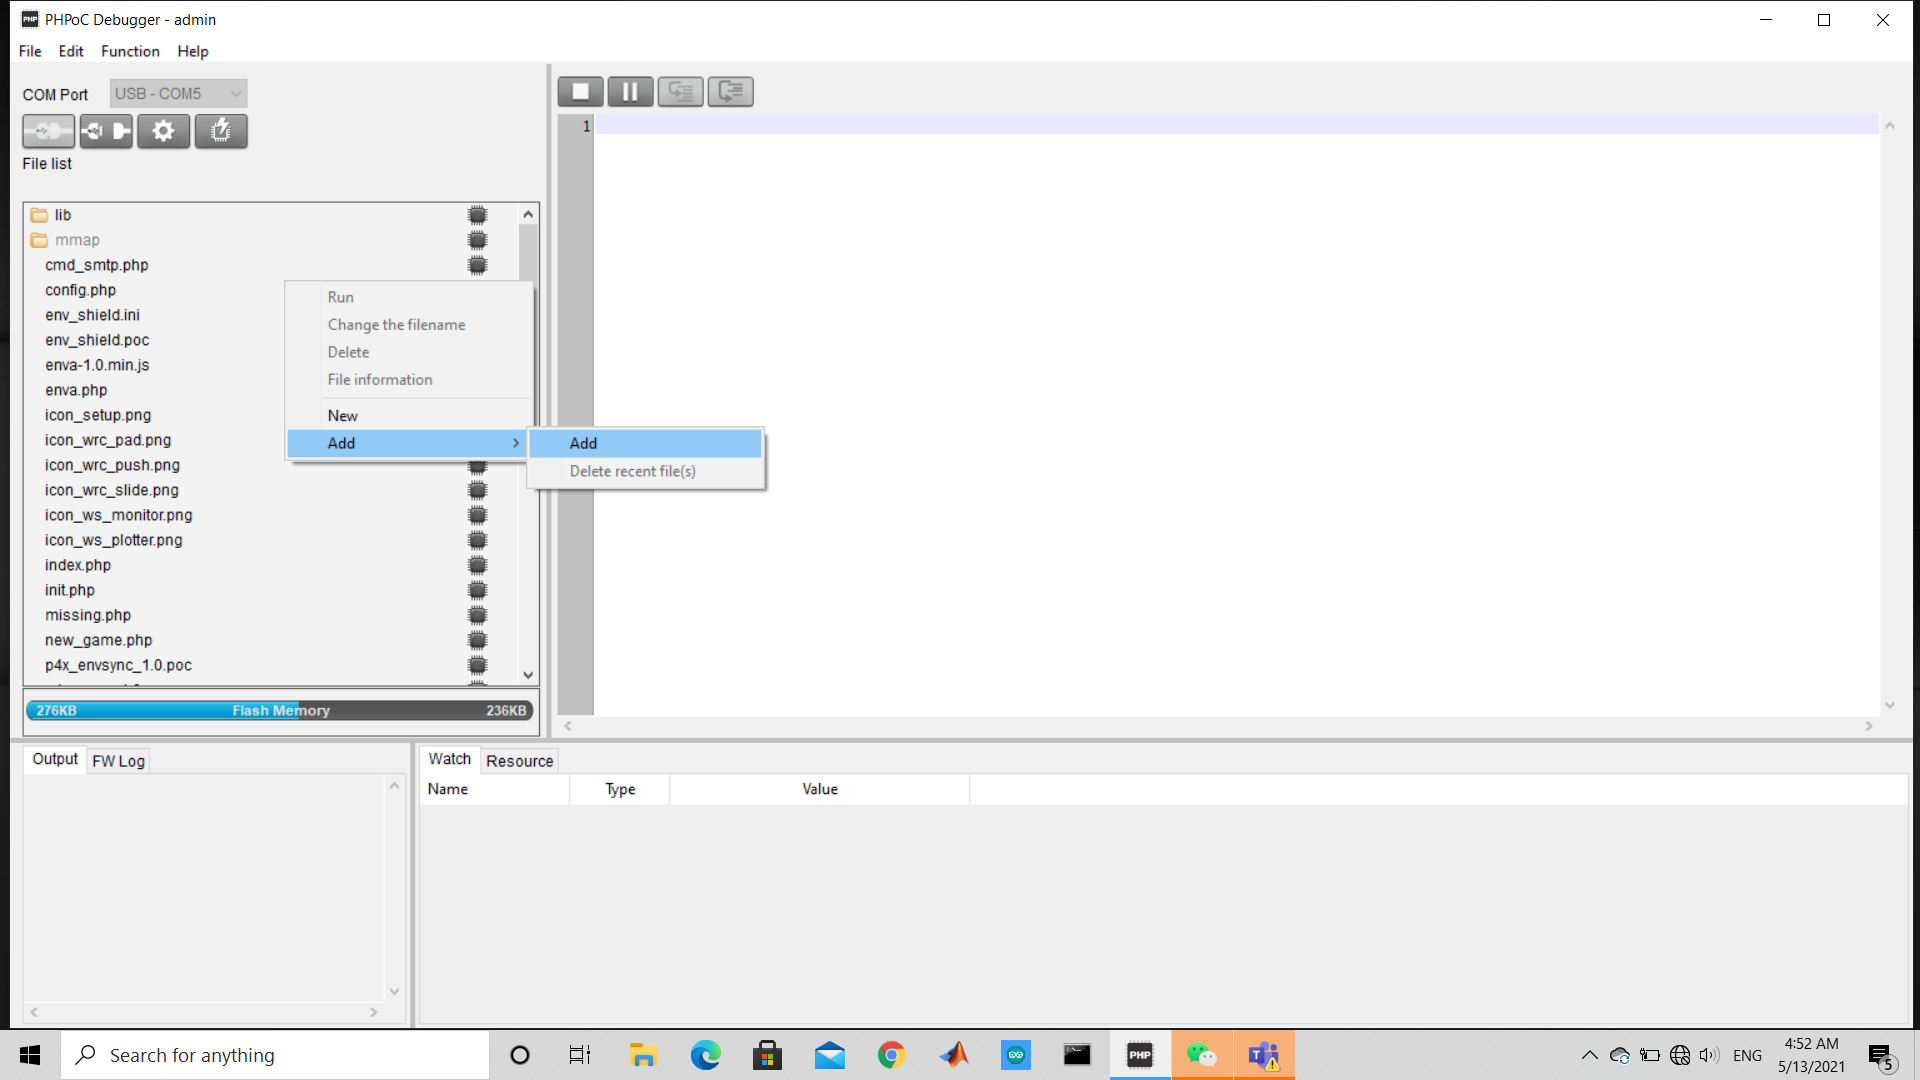 PHPoC Debugger - admin
File Edit Function Help
COM Port USB - COM5
File list
lib
mmap
cmd_smtp.php
config.php
env_shield.ini
env_shield.poc
enva-1.0.min.js
enva.php
icon_setup.png
icon_wrc_pad.png
icon_wrc_push.png
icon_wrc_slide.png
icon_ws_monitor.png
icon_ws_plotter.png
index.php
init.php
missing.php
new_game.php
p4x_envsync_1.0.poc
276KB Flash Memory 236KB
Run
Change the filename
Delete
File information
New
Add
Add
Delete recent file(s)
1
Output FW Log
Watch Resource
Name Type Value
Search for anything
PHP
T
ENG
4:52 AM
5/13/2021
5